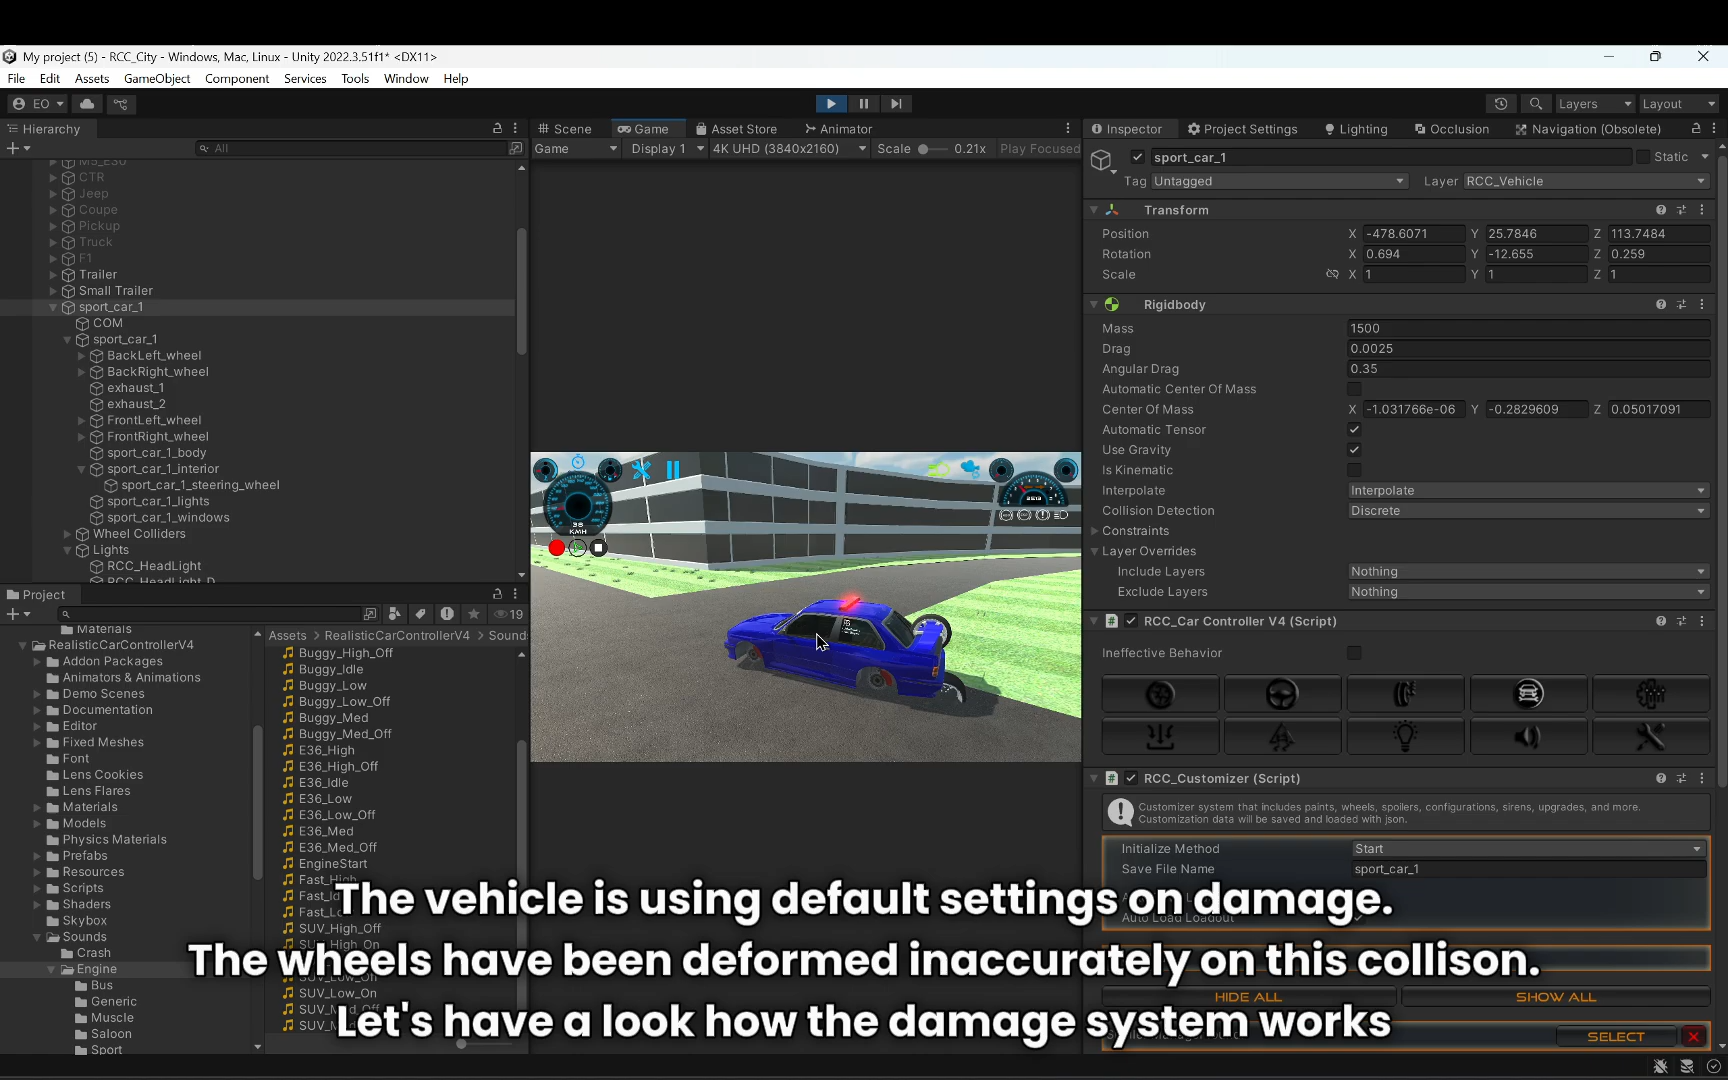 My project (5) - RCC_City - Windows, Mac, Linux - Unity 2022.3.51f1* <DX11>
File Edit Assets GameObject Component Services Tools Window Help
EO
Layers
Layout
Hierarchy
All
M5_E30
CTR
Jeep
Coupe
Pickup
Truck
F1
Trailer
Small Trailer
sport_car_1
COM
sport_car_1
BackLeft_wheel
BackRight_wheel
exhaust_1
exhaust_2
FrontLeft_wheel
FrontRight_wheel
sport_car_1_body
sport_car_1_interior
sport_car_1_steering_wheel
sport_car_1_lights
sport_car_1_windows
Wheel Colliders
Lights
RCC_HeadLight
RCC_HeadLight_D
Scene Game Asset Store Animator
Game Display 1 4K UHD (3840x2160) Scale 0.21x Play Focused
38
KMH
Project
19
Materials
RealisticCarControllerV4
Addon Packages
Animators & Animations
Demo Scenes
Documentation
Editor
Fixed Meshes
Font
Lens Cookies
Lens Flares
Materials
Models
Physics Materials
Prefabs
Resources
Scripts
Shaders
Skybox
Sounds
Crash
Engine
Bus
Generic
Muscle
Saloon
Sport
Assets > RealisticCarControllerV4 > Sound
Buggy_High_Off
Buggy_Idle
Buggy_Low
Buggy_Low_Off
Buggy_Med
Buggy_Med_Off
E36_High
E36_High_Off
E36_Idle
E36_Low
E36_Low_Off
E36_Med
E36_Med_Off
EngineStart
Fast_High
SUV_High_Off
SUV_High_On
SUV_Low_On
Inspector Project Settings Lighting Occlusion Navigation (Obsolete)
sport_car_1 Static
Tag Untagged Layer RCC_Vehicle
Transform
Position X -478.6071 Y 25.7846 Z 113.7484
Rotation X 0.694 Y -12.655 Z 0.259
Scale X 1 Y 1 Z 1
Rigidbody
Mass 1500
Drag 0.0025
Angular Drag 0.35
Automatic Center Of Mass
Center Of Mass X -1.031766e-06 Y -0.2829609 Z 0.05017091
Automatic Tensor
Use Gravity
Is Kinematic
Interpolate Interpolate
Collision Detection Discrete
Constraints
Layer Overrides
Include Layers Nothing
Exclude Layers Nothing
RCC_Car Controller V4 (Script)
Ineffective Behavior
RCC_Customizer (Script)
Customizer system that includes paints, wheels, spoilers, configurations, sirens, upgrades, and more.
Customization data will be saved and loaded with json.
Initialize Method Start
Save File Name sport_car_1
Auto Load Loadout
HIDE ALL SHOW ALL
SELECT
The vehicle is using default settings on damage.
The wheels have been deformed inaccurately on this collison.
Let's have a look how the damage system works